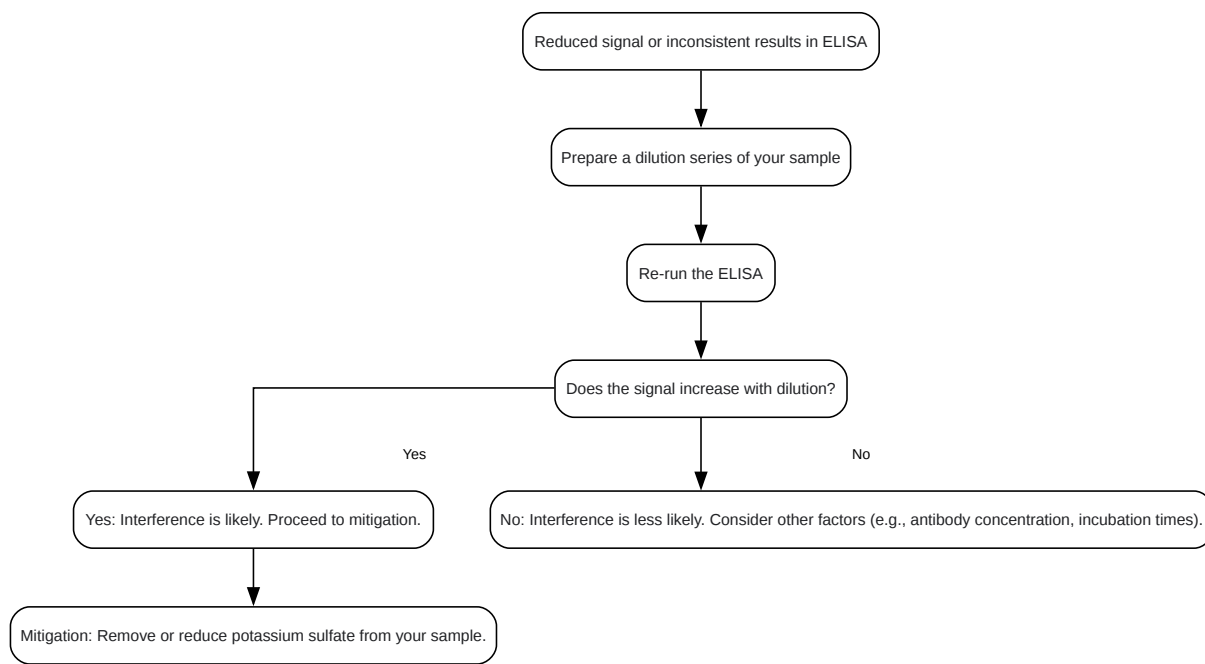 Reduced signal or inconsistent results in ELISA
Prepare a dilution series of your sample
Re-run the ELISA
Does the signal increase with dilution?
Yes
No
Yes: Interference is likely. Proceed to mitigation.
No: Interference is less likely. Consider other factors (e.g., antibody concentration, incubation times).
Mitigation: Remove or reduce potassium sulfate from your sample.